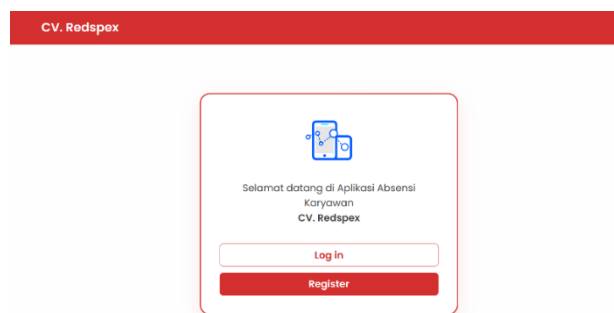 CV. Redspex
Selamat datang di Aplikasi Absensi
Karyawan
CV. Redspex
Log in
Register